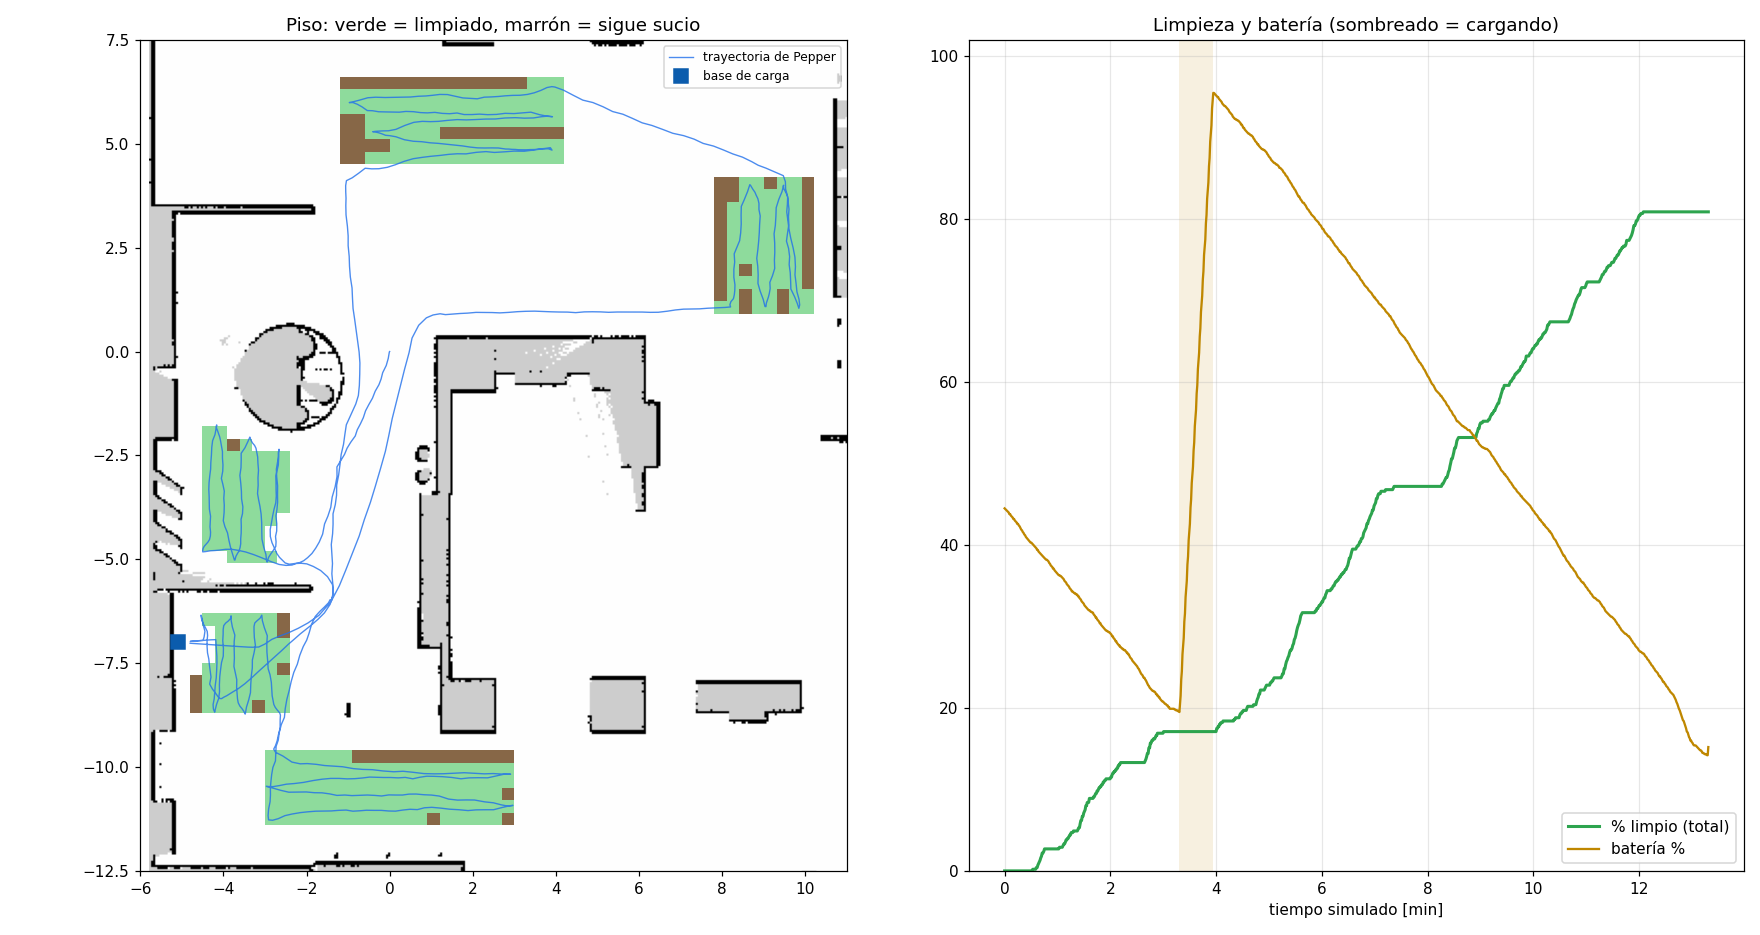 Piso: verde = limpiado, marrón = sigue sucio
trayectoria de Pepper
base de carga
7.5
5.0
2.5
0.0
−2.5
−5.0
−7.5
−10.0
−12.5
−6 −4 −2 0 2 4 6 8 10
Limpieza y batería (sombreado = cargando)
100
80
60
40
20
0
% limpio (total)
batería %
0 2 4 6 8 10 12
tiempo simulado [min]